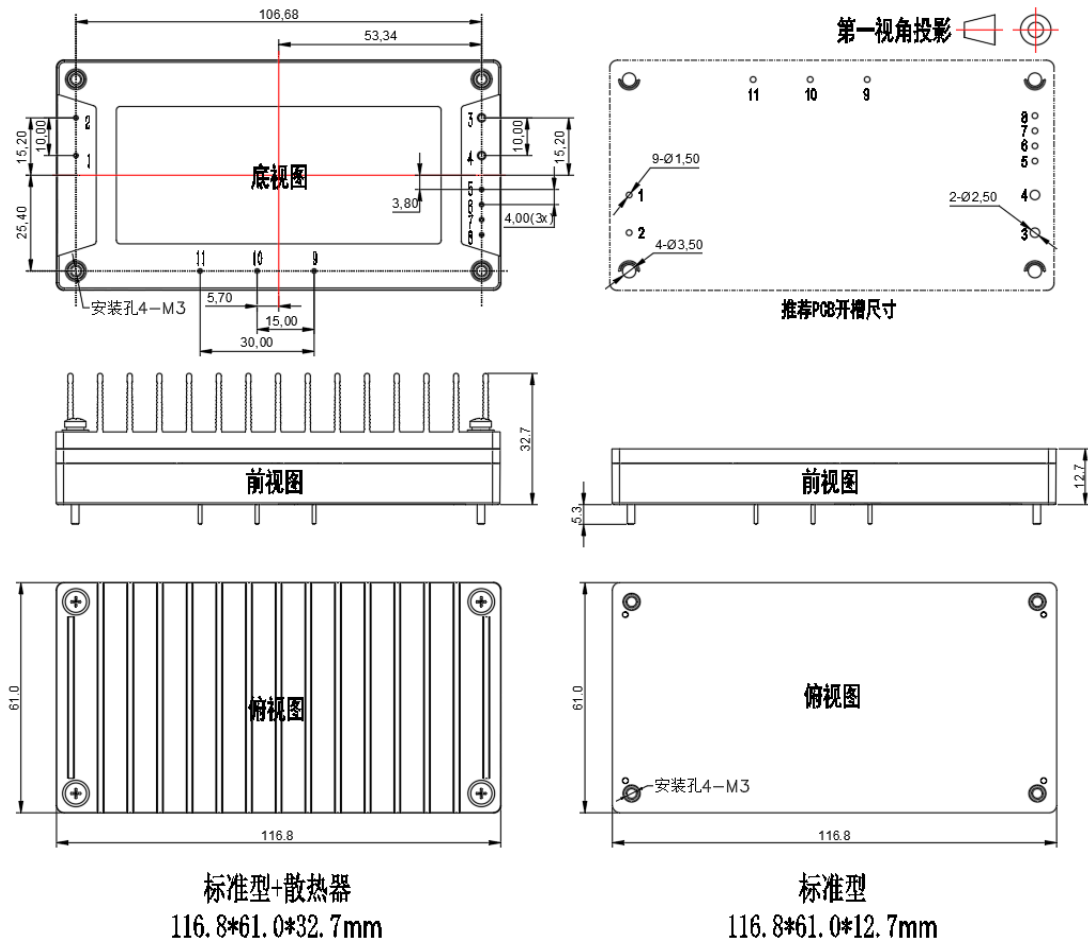 106,68
53,34
第一视角投影
2
1
3
4
5
6
7
8
11
10
9
15,20
10,00
25,40
10,00
15,20
3,80
4,00(3x)
底视图
安装孔4-M3
5,70
15,00
30,00
11
10
9
8
7
6
5
4
3
1
2
9-Ø1,50
2-Ø2,50
4-Ø3,50
推荐PCB开槽尺寸
前视图
32.7
前视图
12.7
5.3
61.0
俯视图
116.8
61.0
俯视图
安装孔4-M3
116.8
标准型+散热器
116.8*61.0*32.7mm
标准型
116.8*61.0*12.7mm